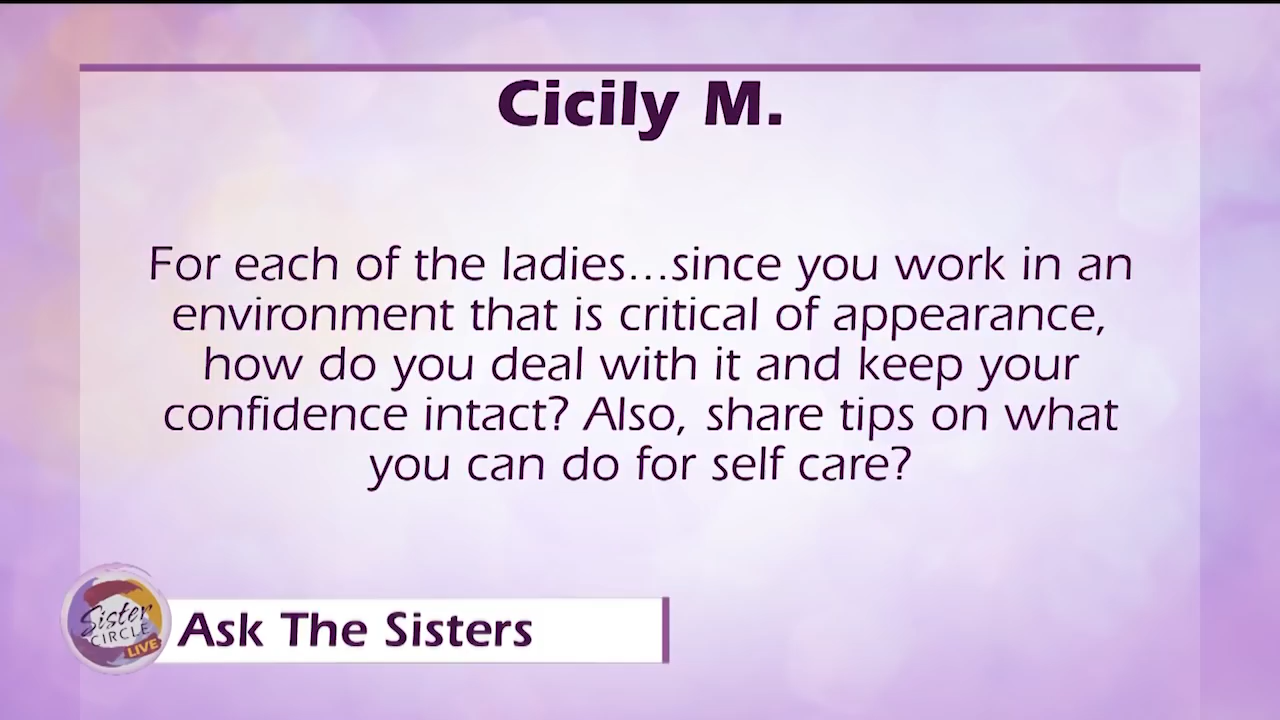 Cicily M.
For each of the ladies...since you work in an
environment that is critical of appearance,
how do you deal with it and keep your
confidence intact? Also, share tips on what
you can do for self care?
Sister
CIRCLE
LIVE
Ask The Sisters